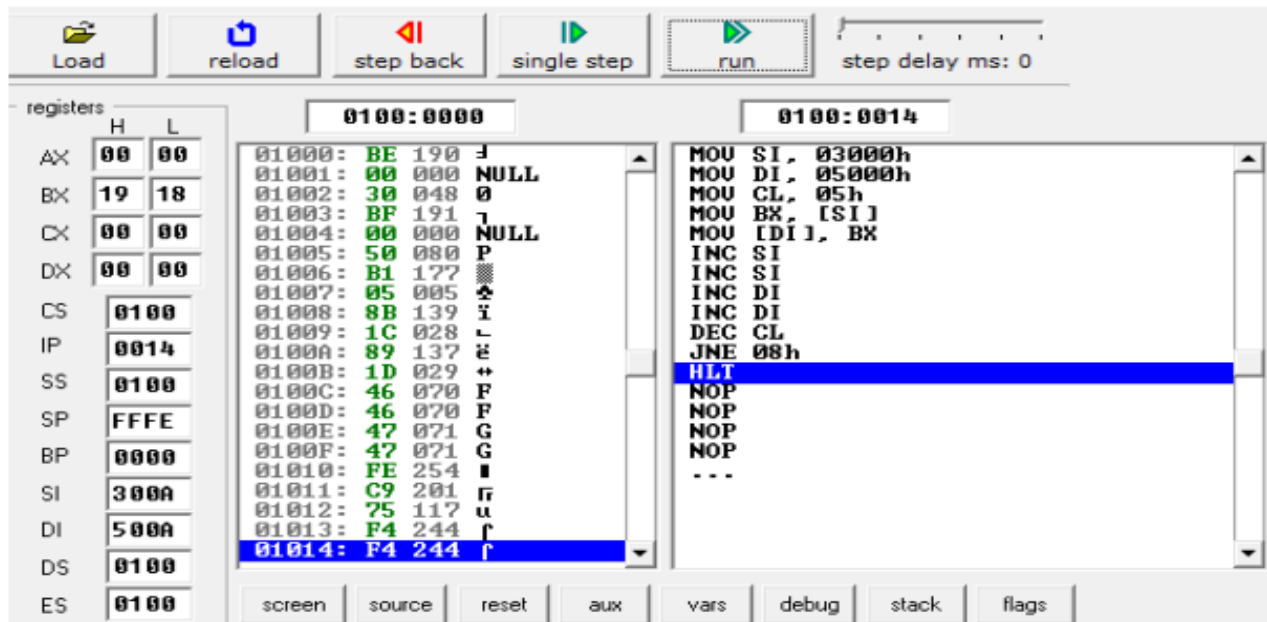 Load reload step back single step run step delay ms: 0
registers
H L
0100:0000 0100:0014
AX 00 00
BX 19 18
CX 00 00
DX 00 00
CS 0100
IP 0014
SS 0100
SP FFFE
BP 0000
SI 300A
DI 500A
DS 0100
ES 0100
01000: BE 190 ╛
01001: 00 000 NULL
01002: 30 048 0
01003: BF 191 ┐
01004: 00 000 NULL
01005: 50 080 P
01006: B1 177 ▒
01007: 05 005 ♣
01008: 8B 139 ï
01009: 1C 028 ∟
0100A: 89 137 ë
0100B: 1D 029 ↔
0100C: 46 070 F
0100D: 46 070 F
0100E: 47 071 G
0100F: 47 071 G
01010: FE 254 ■
01011: C9 201 ╔
01012: 75 117 u
01013: F4 244 ⌠
01014: F4 244 ⌠
MOV SI, 03000h
MOV DI, 05000h
MOV CL, 05h
MOV BX, [SI]
MOV [DI], BX
INC SI
INC SI
INC DI
INC DI
DEC CL
JNE 08h
HLT
NOP
NOP
NOP
NOP
...
screen source reset aux vars debug stack flags